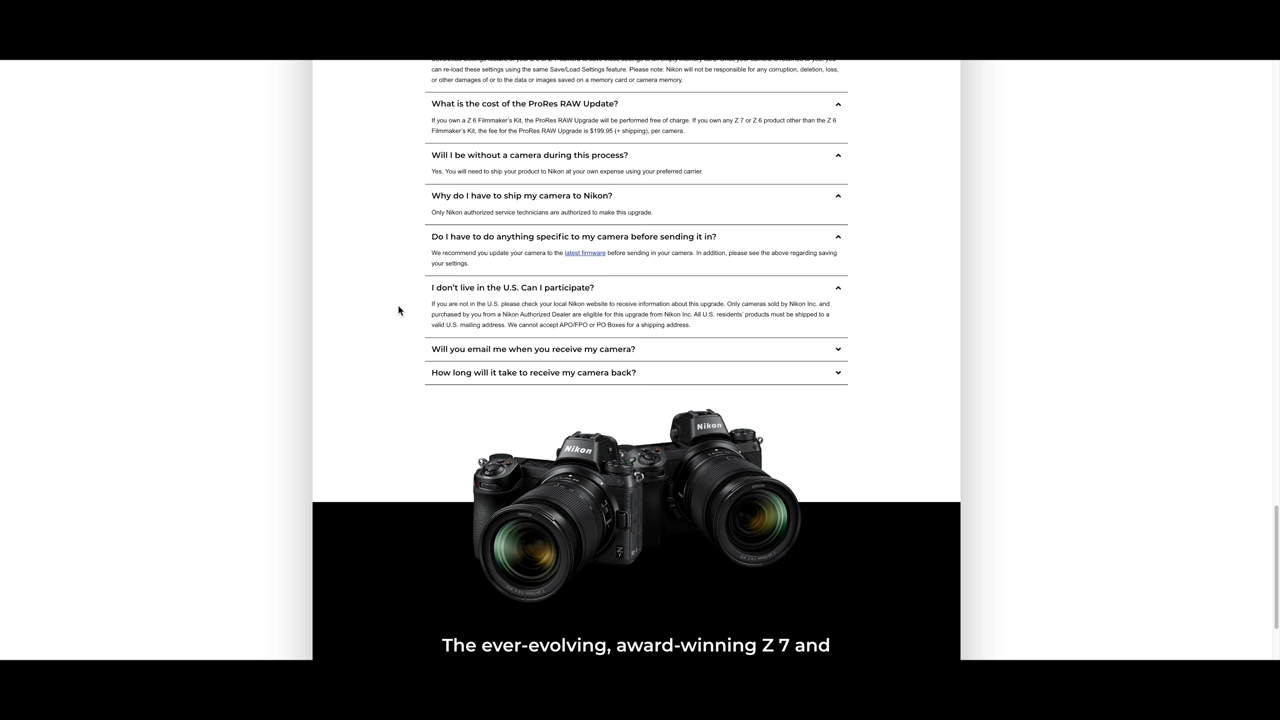 can re-load these settings using the same Save/Load Settings feature. Please note: Nikon will not be responsible for any corruption, deletion, loss,
or other damages of or to the data or images saved on a memory card or camera memory.
What is the cost of the ProRes RAW Update?
If you own a Z 6 Filmmaker's Kit, the ProRes RAW Upgrade will be performed free of charge. If you own any Z 7 or Z 6 product other than the Z 6
Filmmaker's Kit, the fee for the ProRes RAW Upgrade is $199.95 (+ shipping), per camera.
Will I be without a camera during this process?
Yes. You will need to ship your product to Nikon at your own expense using your preferred carrier.
Why do I have to ship my camera to Nikon?
Only Nikon authorized service technicians are authorized to make this upgrade.
Do I have to do anything specific to my camera before sending it in?
We recommend you update your camera to the latest firmware before sending in your camera. In addition, please see the above regarding saving
your settings.
I don't live in the U.S. Can I participate?
If you are not in the U.S. please check your local Nikon website to receive information about this upgrade. Only cameras sold by Nikon Inc. and
purchased by you from a Nikon Authorized Dealer are eligible for this upgrade from Nikon Inc. All U.S. residents' products must be shipped to a
valid U.S. mailing address. We cannot accept APO/FPO or PO Boxes for a shipping address.
Will you email me when you receive my camera?
How long will it take to receive my camera back?
Nikon
Nikon
The ever-evolving, award-winning Z 7 and